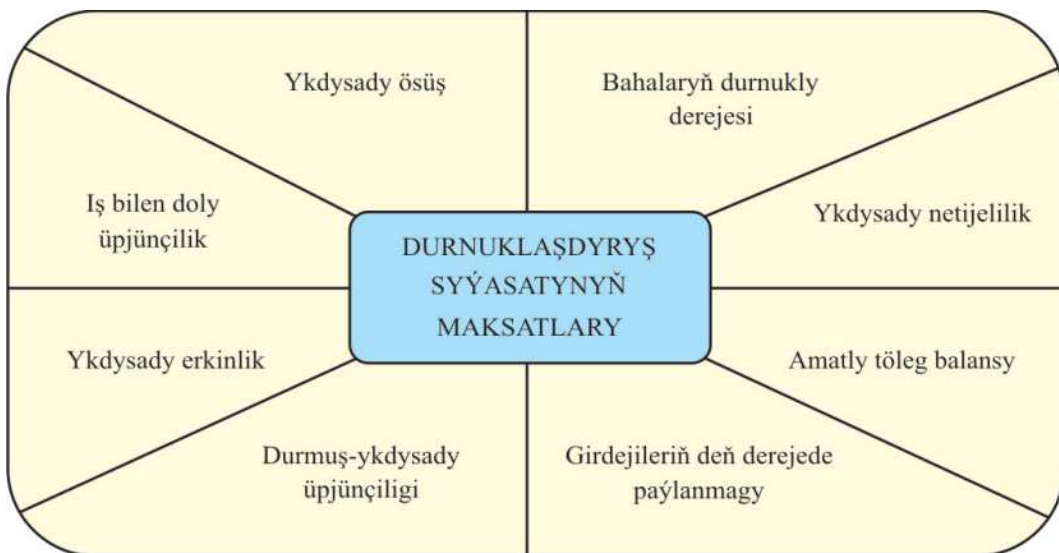 Ykdysady ösüş
Bahalaryň durnukly
derejesi
Iş bilen doly
üpjünçilik
Ykdysady netijelilik
DURNUKLAŞDYRYŞ
SYÝASATYNYŇ
MAKSATLARY
Ykdysady erkinlik
Amatly töleg balansy
Durmuş-ykdysady
üpjünçiligi
Girdejileriň deň derejede
paýlanmagy